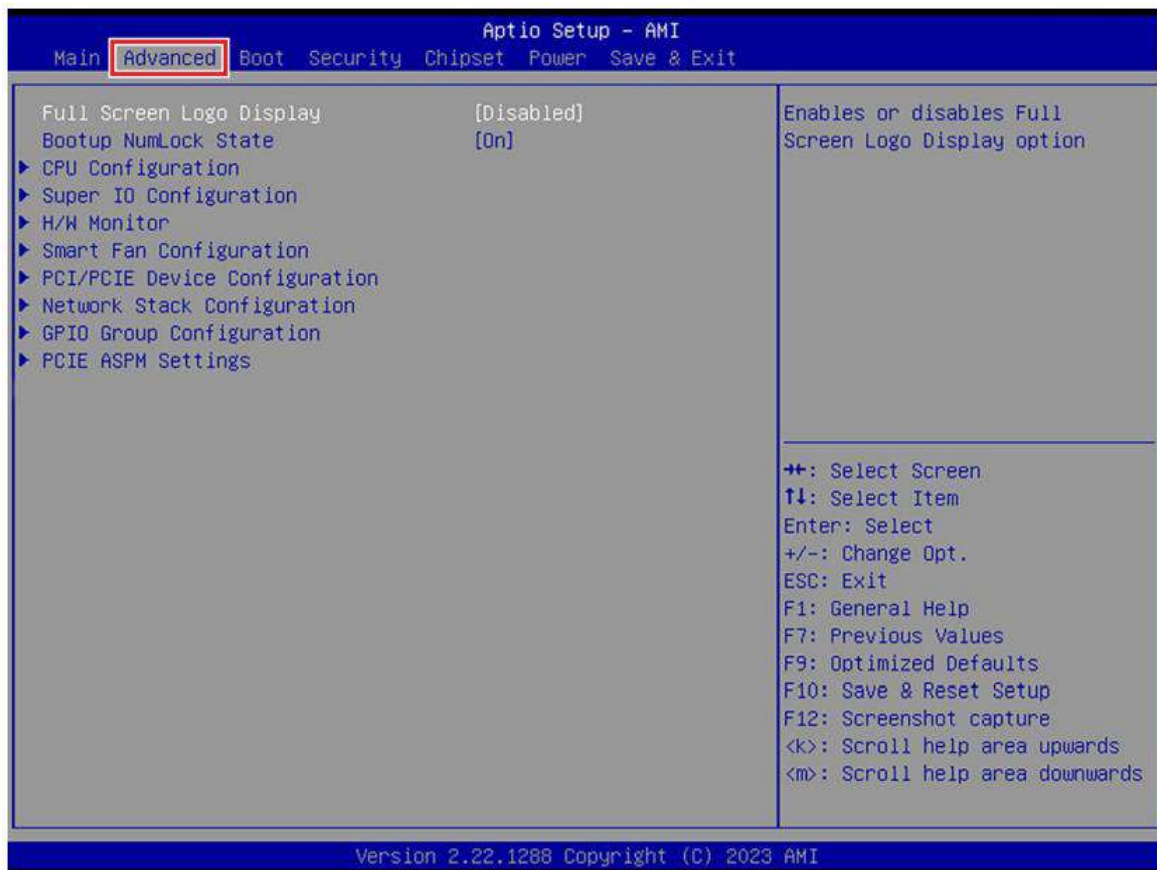 Aptio Setup - AMI
Main Advanced Boot Security Chipset Power Save & Exit
Full Screen Logo Display [Disabled]
Bootup NumLock State [On]
▶ CPU Configuration
▶ Super IO Configuration
▶ H/W Monitor
▶ Smart Fan Configuration
▶ PCI/PCIE Device Configuration
▶ Network Stack Configuration
▶ GPIO Group Configuration
▶ PCIE ASPM Settings
Enables or disables Full
Screen Logo Display option
→←: Select Screen
↑↓: Select Item
Enter: Select
+/-: Change Opt.
ESC: Exit
F1: General Help
F7: Previous Values
F9: Optimized Defaults
F10: Save & Reset Setup
F12: Screenshot capture
<k>: Scroll help area upwards
<m>: Scroll help area downwards
Version 2.22.1288 Copyright (C) 2023 AMI